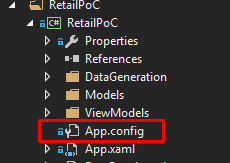 RetailPoC
RetailPoC
Properties
References
DataGeneration
Models
ViewModels
App.config
App.xaml